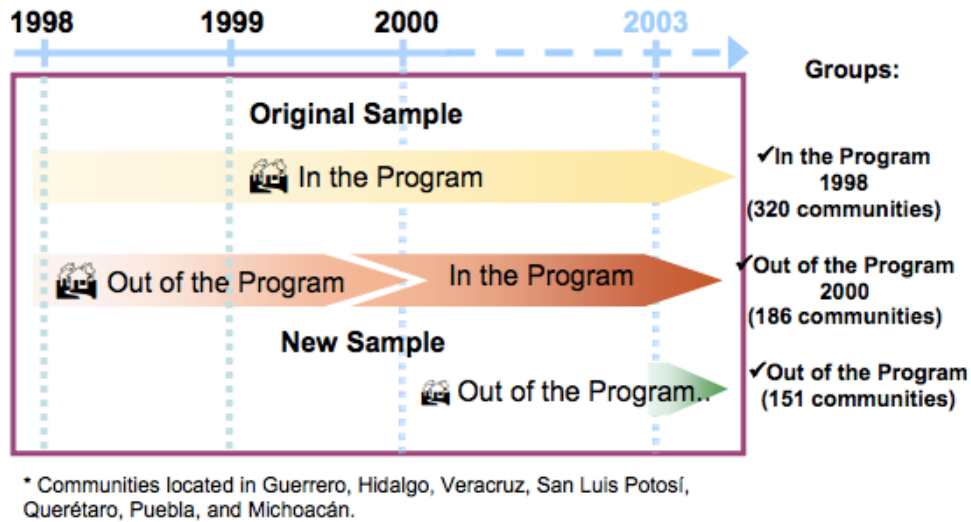 1998 1999 2000 2003
Groups:
Original Sample
In the Program
✓In the Program
1998
(320 communities)
Out of the Program
In the Program
✓Out of the Program
2000
(186 communities)
New Sample
Out of the Program..
✓Out of the Program
(151 communities)
* Communities located in Guerrero, Hidalgo, Veracruz, San Luis Potosí,
Querétaro, Puebla, and Michoacán.